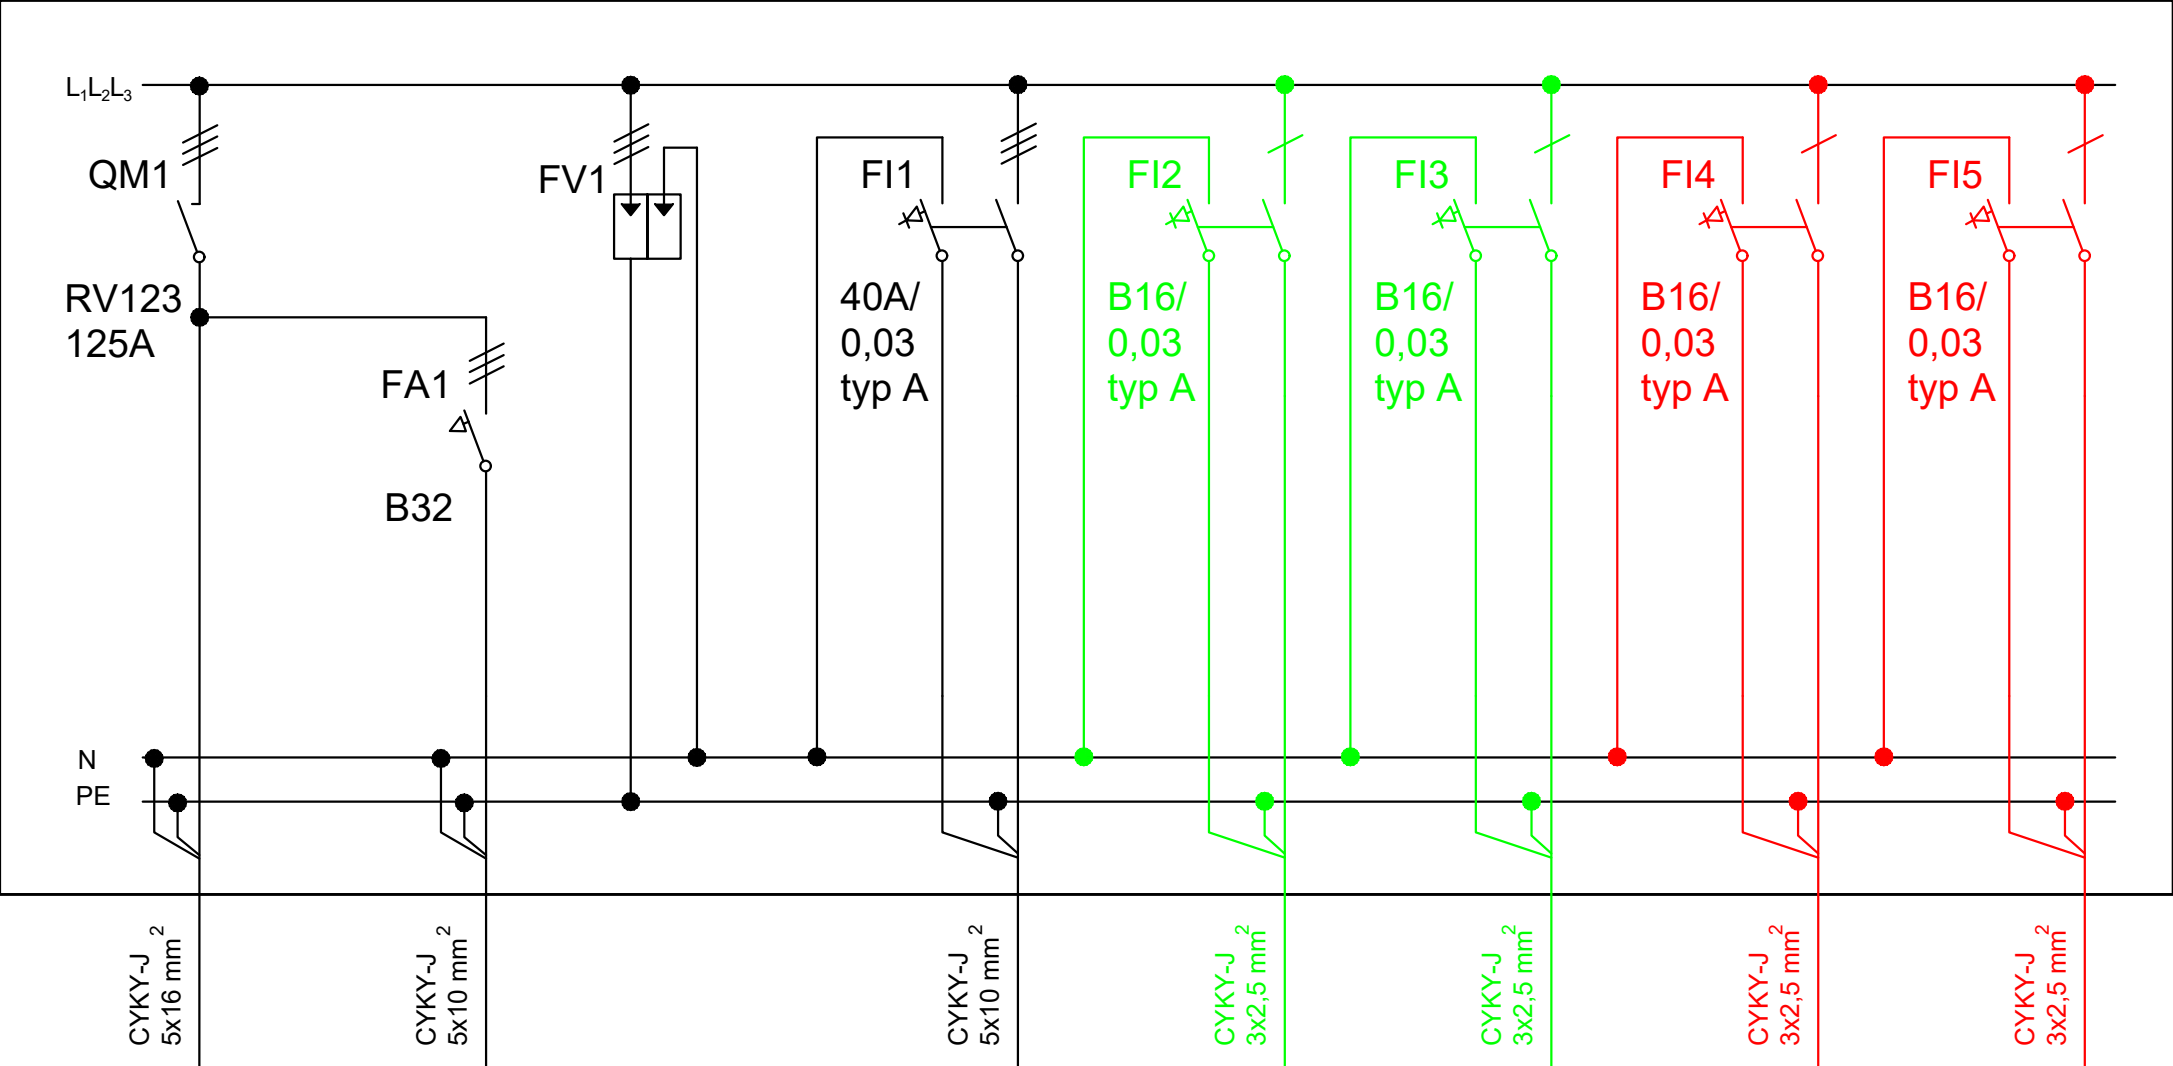 L₁L₂L₃
QM1
RV123
125A
FA1
B32
FV1
FI1
40A/
0,03
typ A
FI2
B16/
0,03
typ A
FI3
B16/
0,03
typ A
FI4
B16/
0,03
typ A
FI5
B16/
0,03
typ A
N
PE
CYKY-J
5x16 mm²
CYKY-J
5x10 mm²
CYKY-J
5x10 mm²
CYKY-J
3x2,5 mm²
CYKY-J
3x2,5 mm²
CYKY-J
3x2,5 mm²
CYKY-J
3x2,5 mm²